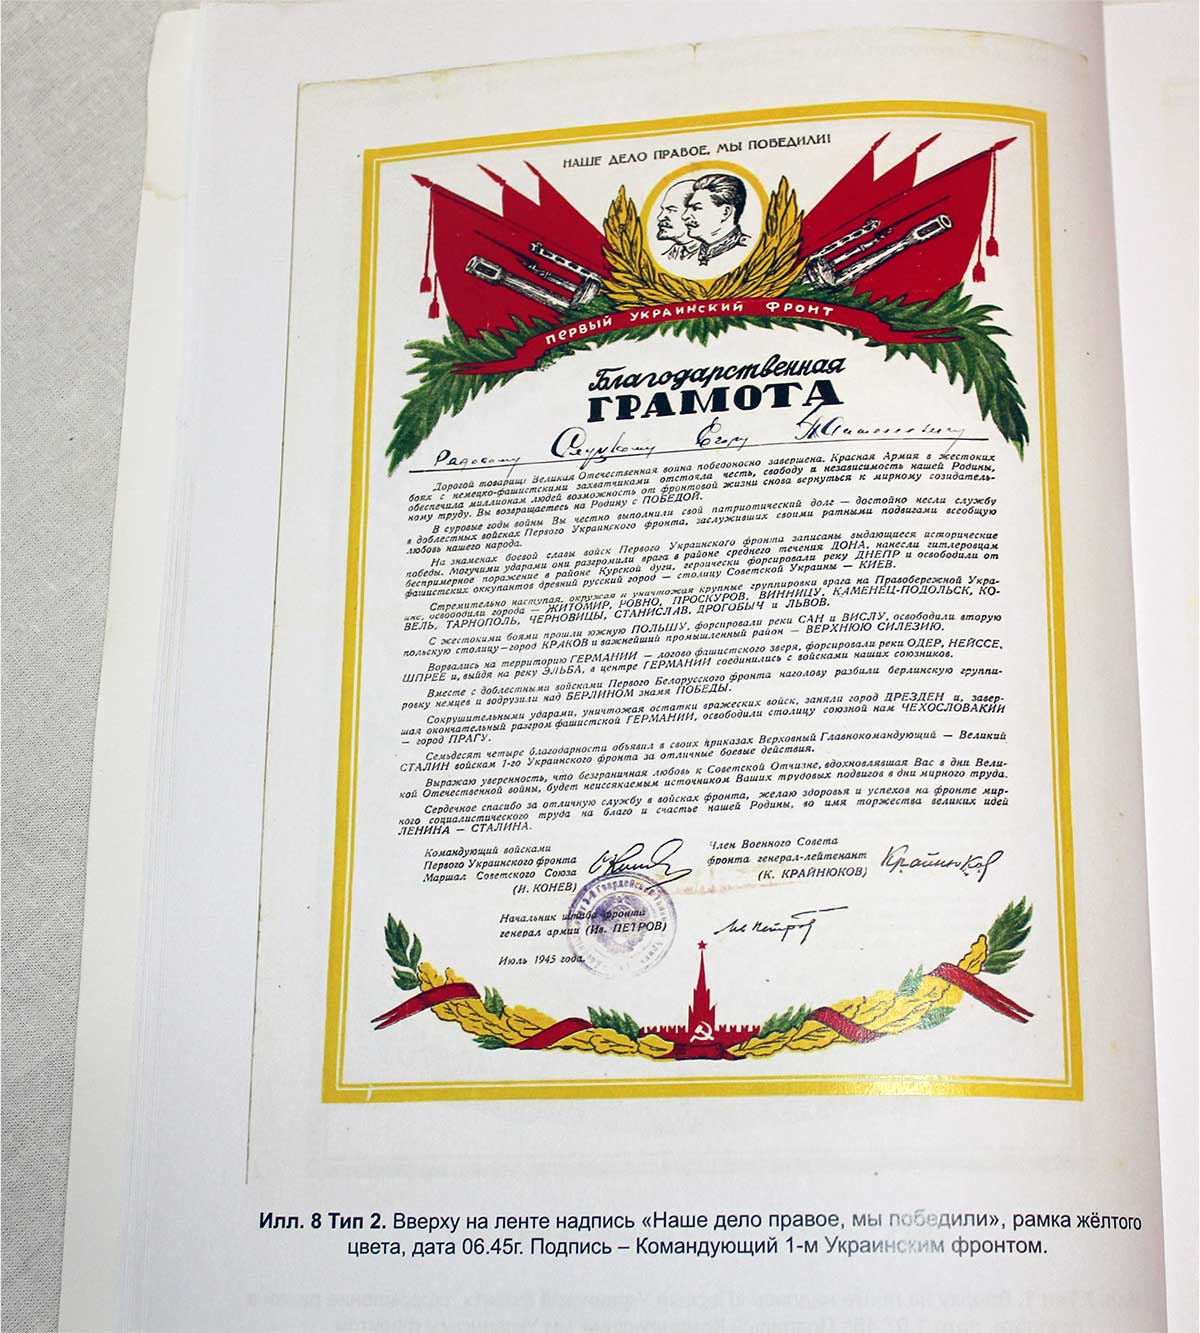 НАШЕ ДЕЛО ПРАВОЕ, МЫ ПОБЕДИЛИ!
ПЕРВЫЙ УКРАИНСКИЙ ФРОНТ
Благодарственная
ГРАМОТА
Рядовому Слуцкому Егору
Дорогой товарищ! Великая Отечественная война победоносно завершена. Красная Армия в жестоких
боях с немецко-фашистскими захватчиками отстояла честь, свободу и независимость нашей Родины,
обеспечила миллионам людей возможность от фронтовой жизни снова вернуться к мирному созидатель-
ному труду. Вы возвращаетесь на Родину с ПОБЕДОЙ.
В суровые годы войны Вы честно выполнили свой патриотический долг — достойно несли службу
в доблестных войсках Первого Украинского фронта, заслуживших своими ратными подвигами всеобщую
любовь нашего народа.
На знаменах боевой славы войск Первого Украинского фронта записаны выдающиеся исторические
победы. Могучими ударами они разгромили врага в районе среднего течения ДОНА, нанесли гитлеровцам
беспримерное поражение в районе Курской дуги, героически форсировали реку ДНЕПР и освободили от
фашистских оккупантов древний русский город — столицу Советской Украины — КИЕВ.
Стремительно наступая, окружая и уничтожая крупные группировки врага на Правобережной Укра-
ине, освободили города — ЖИТОМИР, РОВНО, ПРОСКУРОВ, ВИННИЦУ, КАМЕНЕЦ-ПОДОЛЬСК, КО-
ВЕЛЬ, ТАРНОПОЛЬ, ЧЕРНОВИЦЫ, СТАНИСЛАВ, ДРОГОБЫЧ и ЛЬВОВ.
С жестокими боями прошли южную ПОЛЬШУ, форсировали реки САН и ВИСЛУ, освободили вторую
польскую столицу—город КРАКОВ и важнейший промышленный район — ВЕРХНЮЮ СИЛЕЗИЮ.
Ворвались на территорию ГЕРМАНИИ — логово фашистского зверя, форсировали реки ОДЕР, НЕЙССЕ,
ШПРЕЕ и, выйдя на реку ЭЛЬБА, в центре ГЕРМАНИИ соединились с войсками наших союзников.
Вместе с доблестными войсками Первого Белорусского фронта наголову разбили берлинскую группи-
ровку немцев и водрузили над БЕРЛИНОМ знамя ПОБЕДЫ.
Сокрушительными ударами, уничтожая остатки вражеских войск, заняли город ДРЕЗДЕН и, завер-
шая окончательный разгром фашистской ГЕРМАНИИ, освободили столицу союзной нам ЧЕХОСЛОВАКИИ
— город ПРАГУ.
Семьдесят четыре благодарности объявил в своих приказах Верховный Главнокомандующий — Великий
СТАЛИН войскам 1-го Украинского фронта за отличные боевые действия.
Выражаю уверенность, что безграничная любовь к Советской Отчизне, вдохновлявшая Вас в дни Вели-
кой Отечественной войны, будет неиссякаемым источником Ваших трудовых подвигов в дни мирного труда.
Сердечное спасибо за отличную службу в войсках фронта, желаю здоровья и успехов на фронте мир-
ного социалистического труда на благо и счастье нашей Родины, во имя торжества великих идей
ЛЕНИНА — СТАЛИНА.
Командующий войсками
Первого Украинского фронта
Маршал Советского Союза
(И. КОНЕВ)
Член Военного Совета
фронта генерал-лейтенант
(К. КРАЙНЮКОВ)
Крайнюков
Начальник штаба фронта
генерал армии (Ив. ПЕТРОВ)
Ив Петров
Июль 1945 года.
Илл. 8 Тип 2. Вверху на ленте надпись «Наше дело правое, мы победили», рамка жёлтого
цвета, дата 06.45г. Подпись – Командующий 1-м Украинским фронтом.